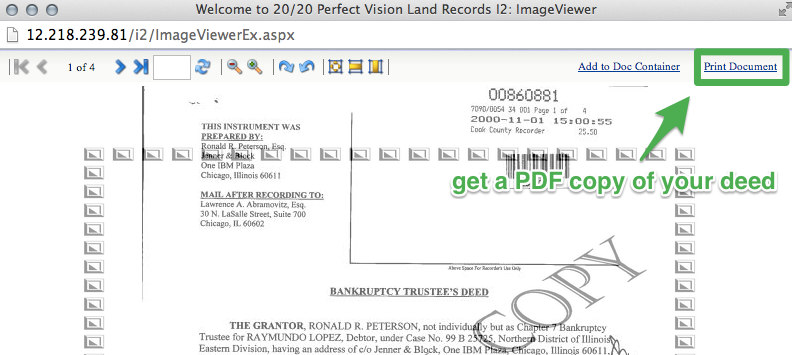 Welcome to 20/20 Perfect Vision Land Records I2: ImageViewer
12.218.239.81/i2/ImageViewerEx.aspx
1 of 4
Add to Doc Container
Print Document
00860881
7090/0054 34 001 Page 1 of 4
2000-11-01 15:00:55
Cook County Recorder 25.50
THIS INSTRUMENT WAS
PREPARED BY:
Ronald R. Peterson, Esq.
Jenner & Block
One IBM Plaza
Chicago, Illinois 60611
get a PDF copy of your deed
MAIL AFTER RECORDING TO:
Lawrence A. Abramovitz, Esq.
30 N. LaSalle Street, Suite 700
Chicago, IL 60602
Above Space For Recorder's Use Only
BANKRUPTCY TRUSTEE'S DEED
COPY
THE GRANTOR, RONALD R. PETERSON, not individually but as Chapter 7 Bankruptcy
Trustee for RAYMUNDO LOPEZ, Debtor, under Case No. 99 B 25725, Northern District of Illinois,
Eastern Division, having an address of c/o Jenner & Block, One IBM Plaza, Chicago, Illinois 60611,